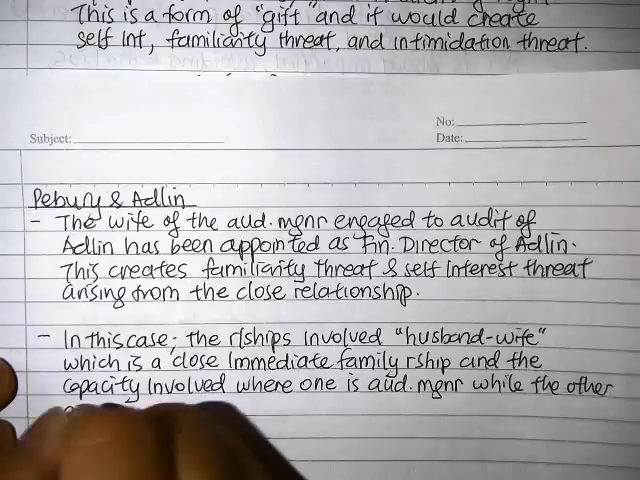 This is a form of "gift" and it would create
self Int, familiarity threat, and intimidation threat.
No:
Subject:
Date:
Pebury & Adlin
- The wife of the aud. mgnr engaged to audit of
Adlin has been appointed as Fin. Director of Adlin.
This creates familiarity threat & self interest threat
arising from the close relationship.
- In this case, the r/ships involved "husband-wife"
which is a close Immediate family rship and the
capacity Involved where one is aud. mgnr while the other